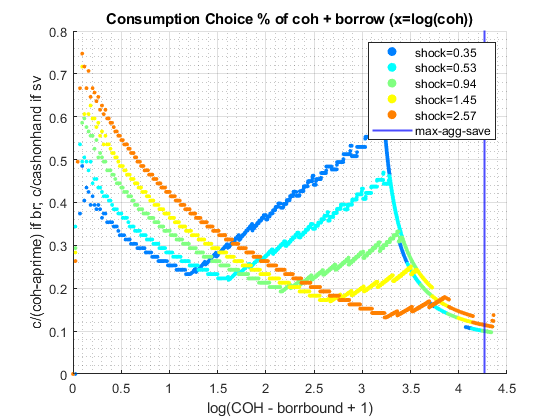 Consumption Choice % of coh + borrow (x=log(coh))
c/(coh-aprime) if br, c/cashonhand if sv
0.8
0.7
0.6
0.5
0.4
0.3
0.2
0.1
0
shock=0.35
shock=0.53
shock=0.94
shock=1.45
shock=2.57
max-agg-save
0 0.5 1 1.5 2 2.5 3 3.5 4 4.5
log(COH - borrbound + 1)